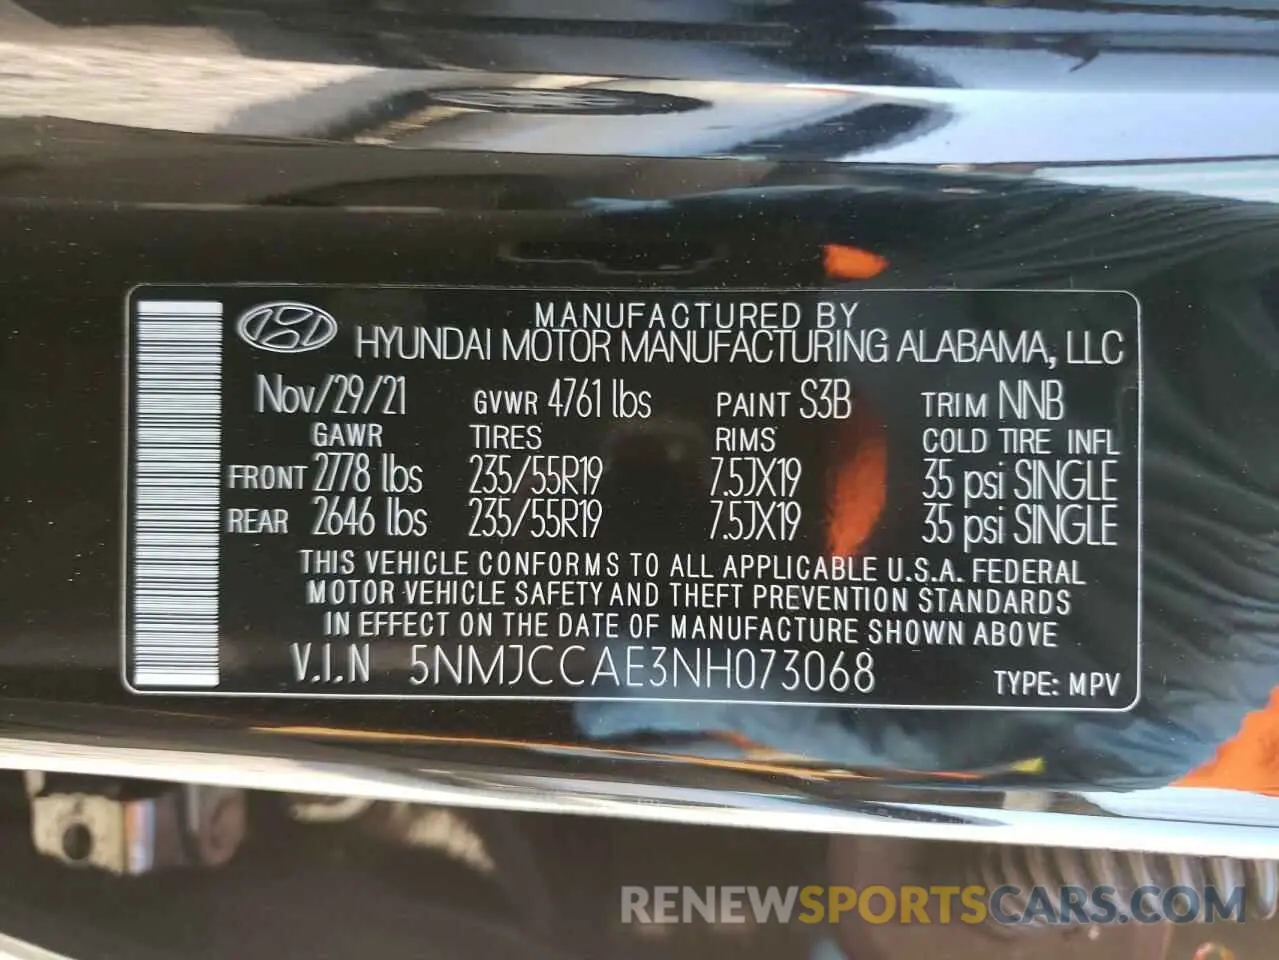 MANUFACTURED BY
HYUNDAI MOTOR MANUFACTURING ALABAMA, LLC
Nov/29/21 GVWR 4761 lbs PAINT S3B TRIM NNB
GAWR TIRES RIMS COLD TIRE INFL
FRONT 2778 lbs 235/55R19 7.5JX19 35 psi SINGLE
REAR 2646 lbs 235/55R19 7.5JX19 35 psi SINGLE
THIS VEHICLE CONFORMS TO ALL APPLICABLE U.S.A. FEDERAL
MOTOR VEHICLE SAFETY AND THEFT PREVENTION STANDARDS
IN EFFECT ON THE DATE OF MANUFACTURE SHOWN ABOVE
V.I.N 5NMJCCAE3NH073068 TYPE: MPV
RENEWSPORTSCARS.COM